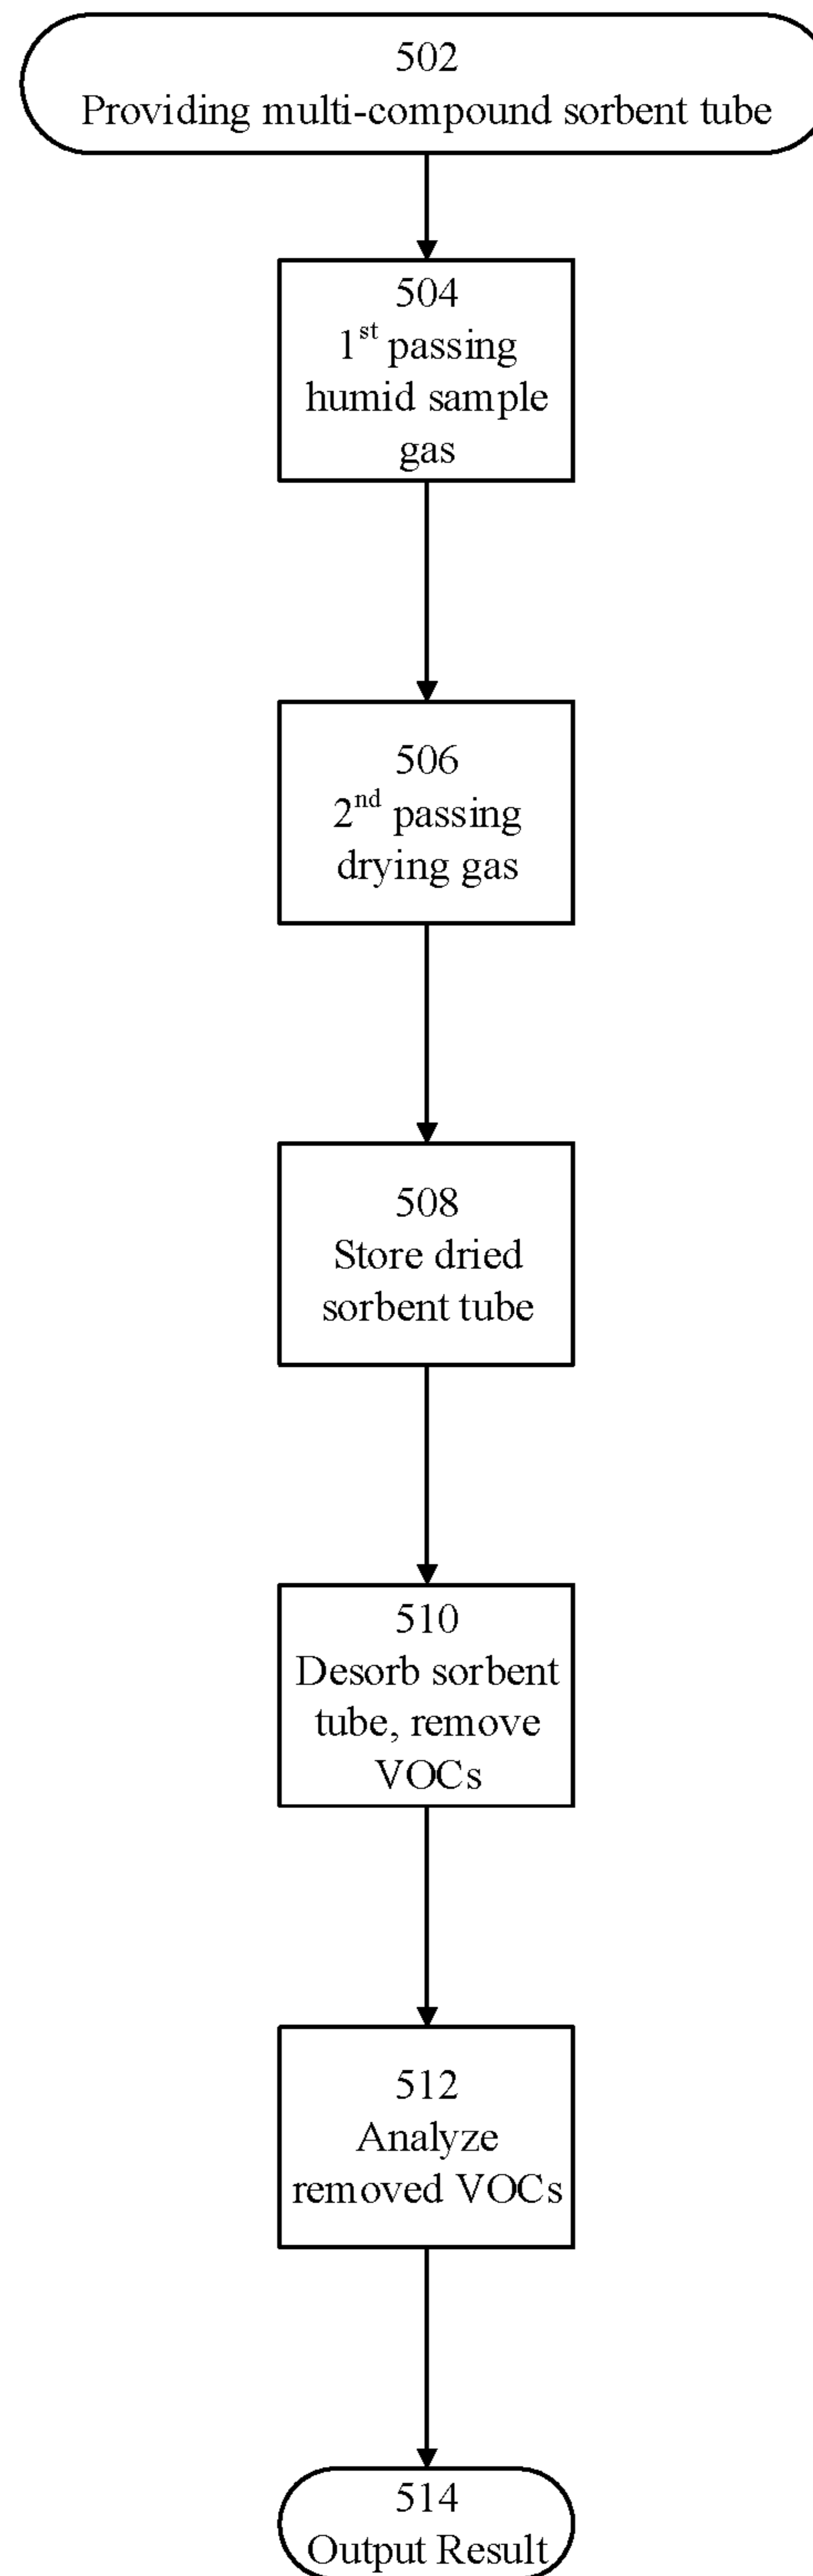 502
Providing multi-compound sorbent tube
504
1st passing
humid sample
gas
506
2nd passing
drying gas
508
Store dried
sorbent tube
510
Desorb sorbent
tube, remove
VOCs
512
Analyze
removed VOCs
514
Output Result